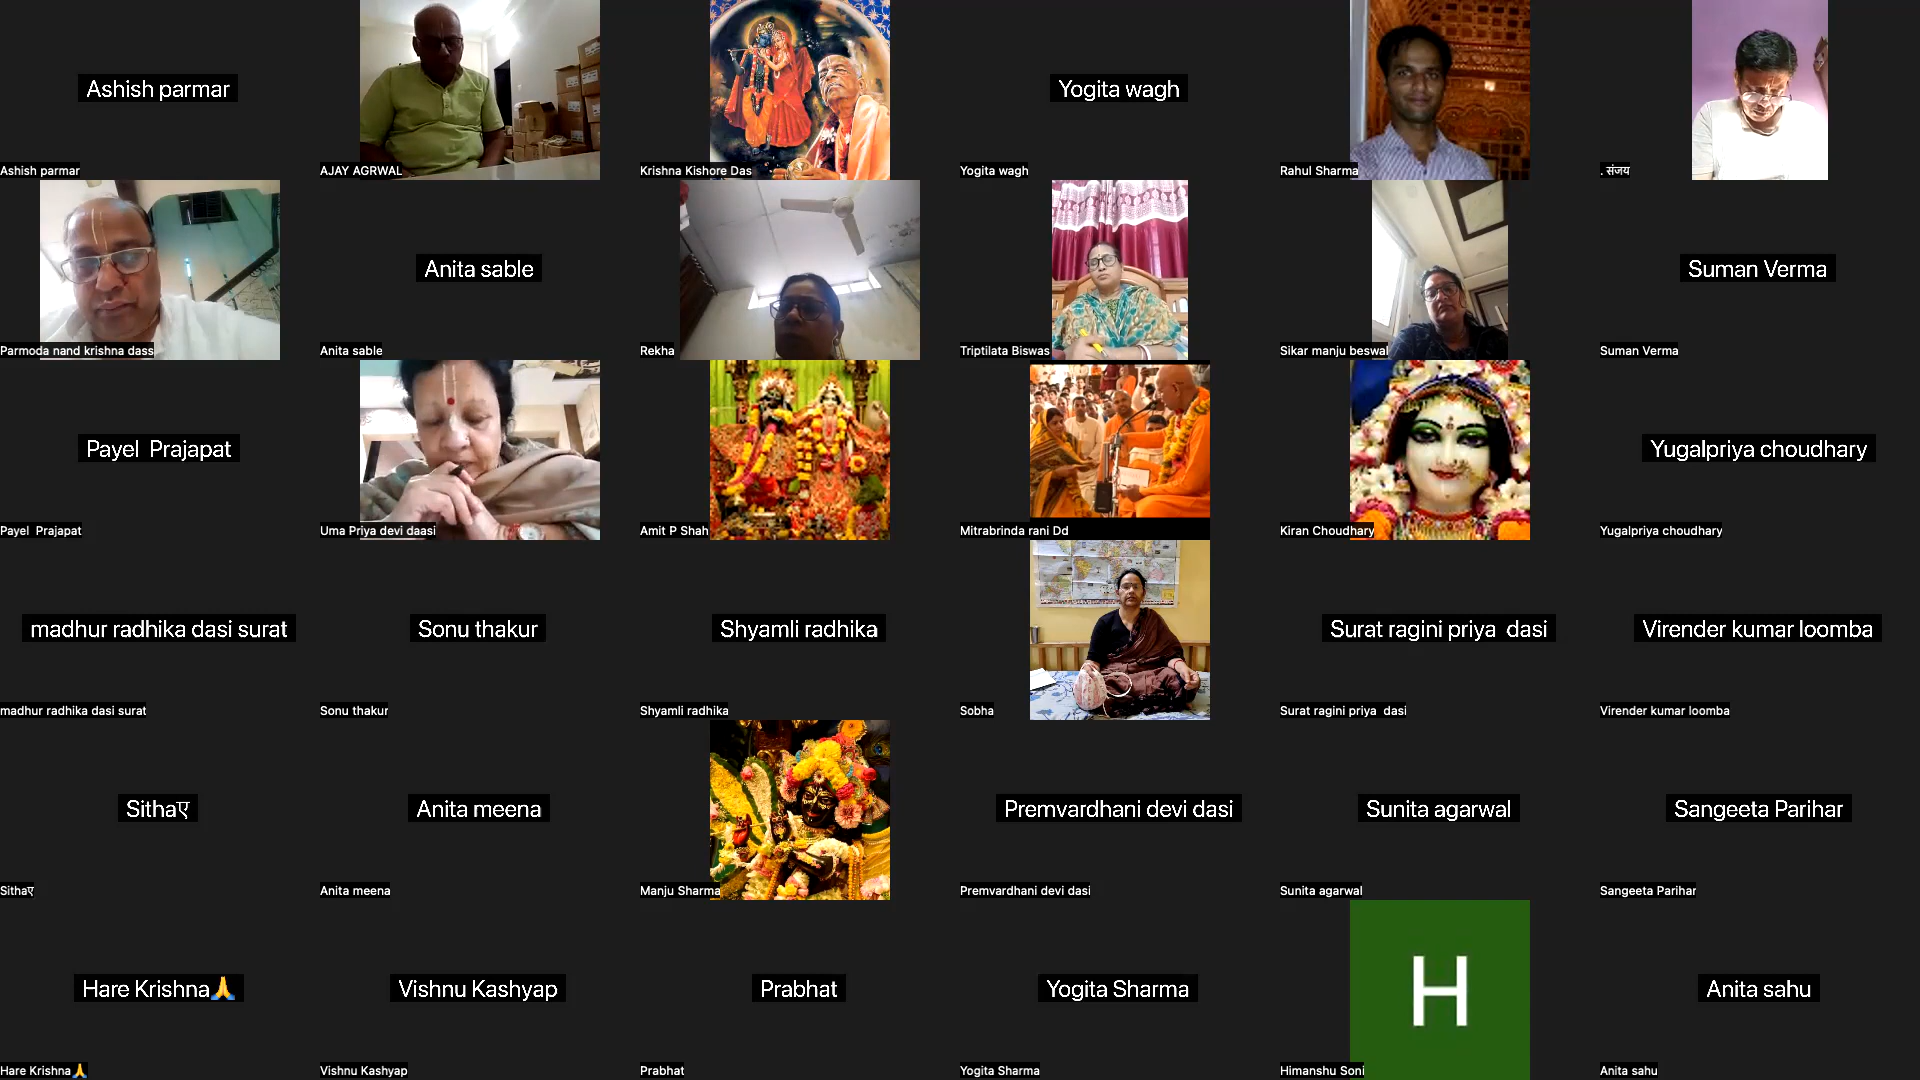 Ashish parmar
Ashish parmar
AJAY AGRWAL
Krishna Kishore Das
Yogita wagh
Yogita wagh
Rahul Sharma
. संजय
Parmoda nand krishna dass
Anita sable
Anita sable
Rekha
Triptilata Biswas
Sikar manju beswal
Suman Verma
Suman Verma
Payel  Prajapat
Payel  Prajapat
Uma Priya devi daasi
Amit P Shah
Mitrabrinda rani Dd
Kiran Choudhary
Yugalpriya choudhary
Yugalpriya choudhary
madhur radhika dasi surat
madhur radhika dasi surat
Sonu thakur
Sonu thakur
Shyamli radhika
Shyamli radhika
Sobha
Surat ragini priya  dasi
Surat ragini priya  dasi
Virender kumar loomba
Virender kumar loomba
Sithaए
Sithaए
Anita meena
Anita meena
Manju Sharma
Premvardhani devi dasi
Premvardhani devi dasi
Sunita agarwal
Sunita agarwal
Sangeeta Parihar
Sangeeta Parihar
Hare Krishna🙏
Hare Krishna🙏
Vishnu Kashyap
Vishnu Kashyap
Prabhat
Prabhat
Yogita Sharma
Yogita Sharma
H
Himanshu Soni
Anita sahu
Anita sahu